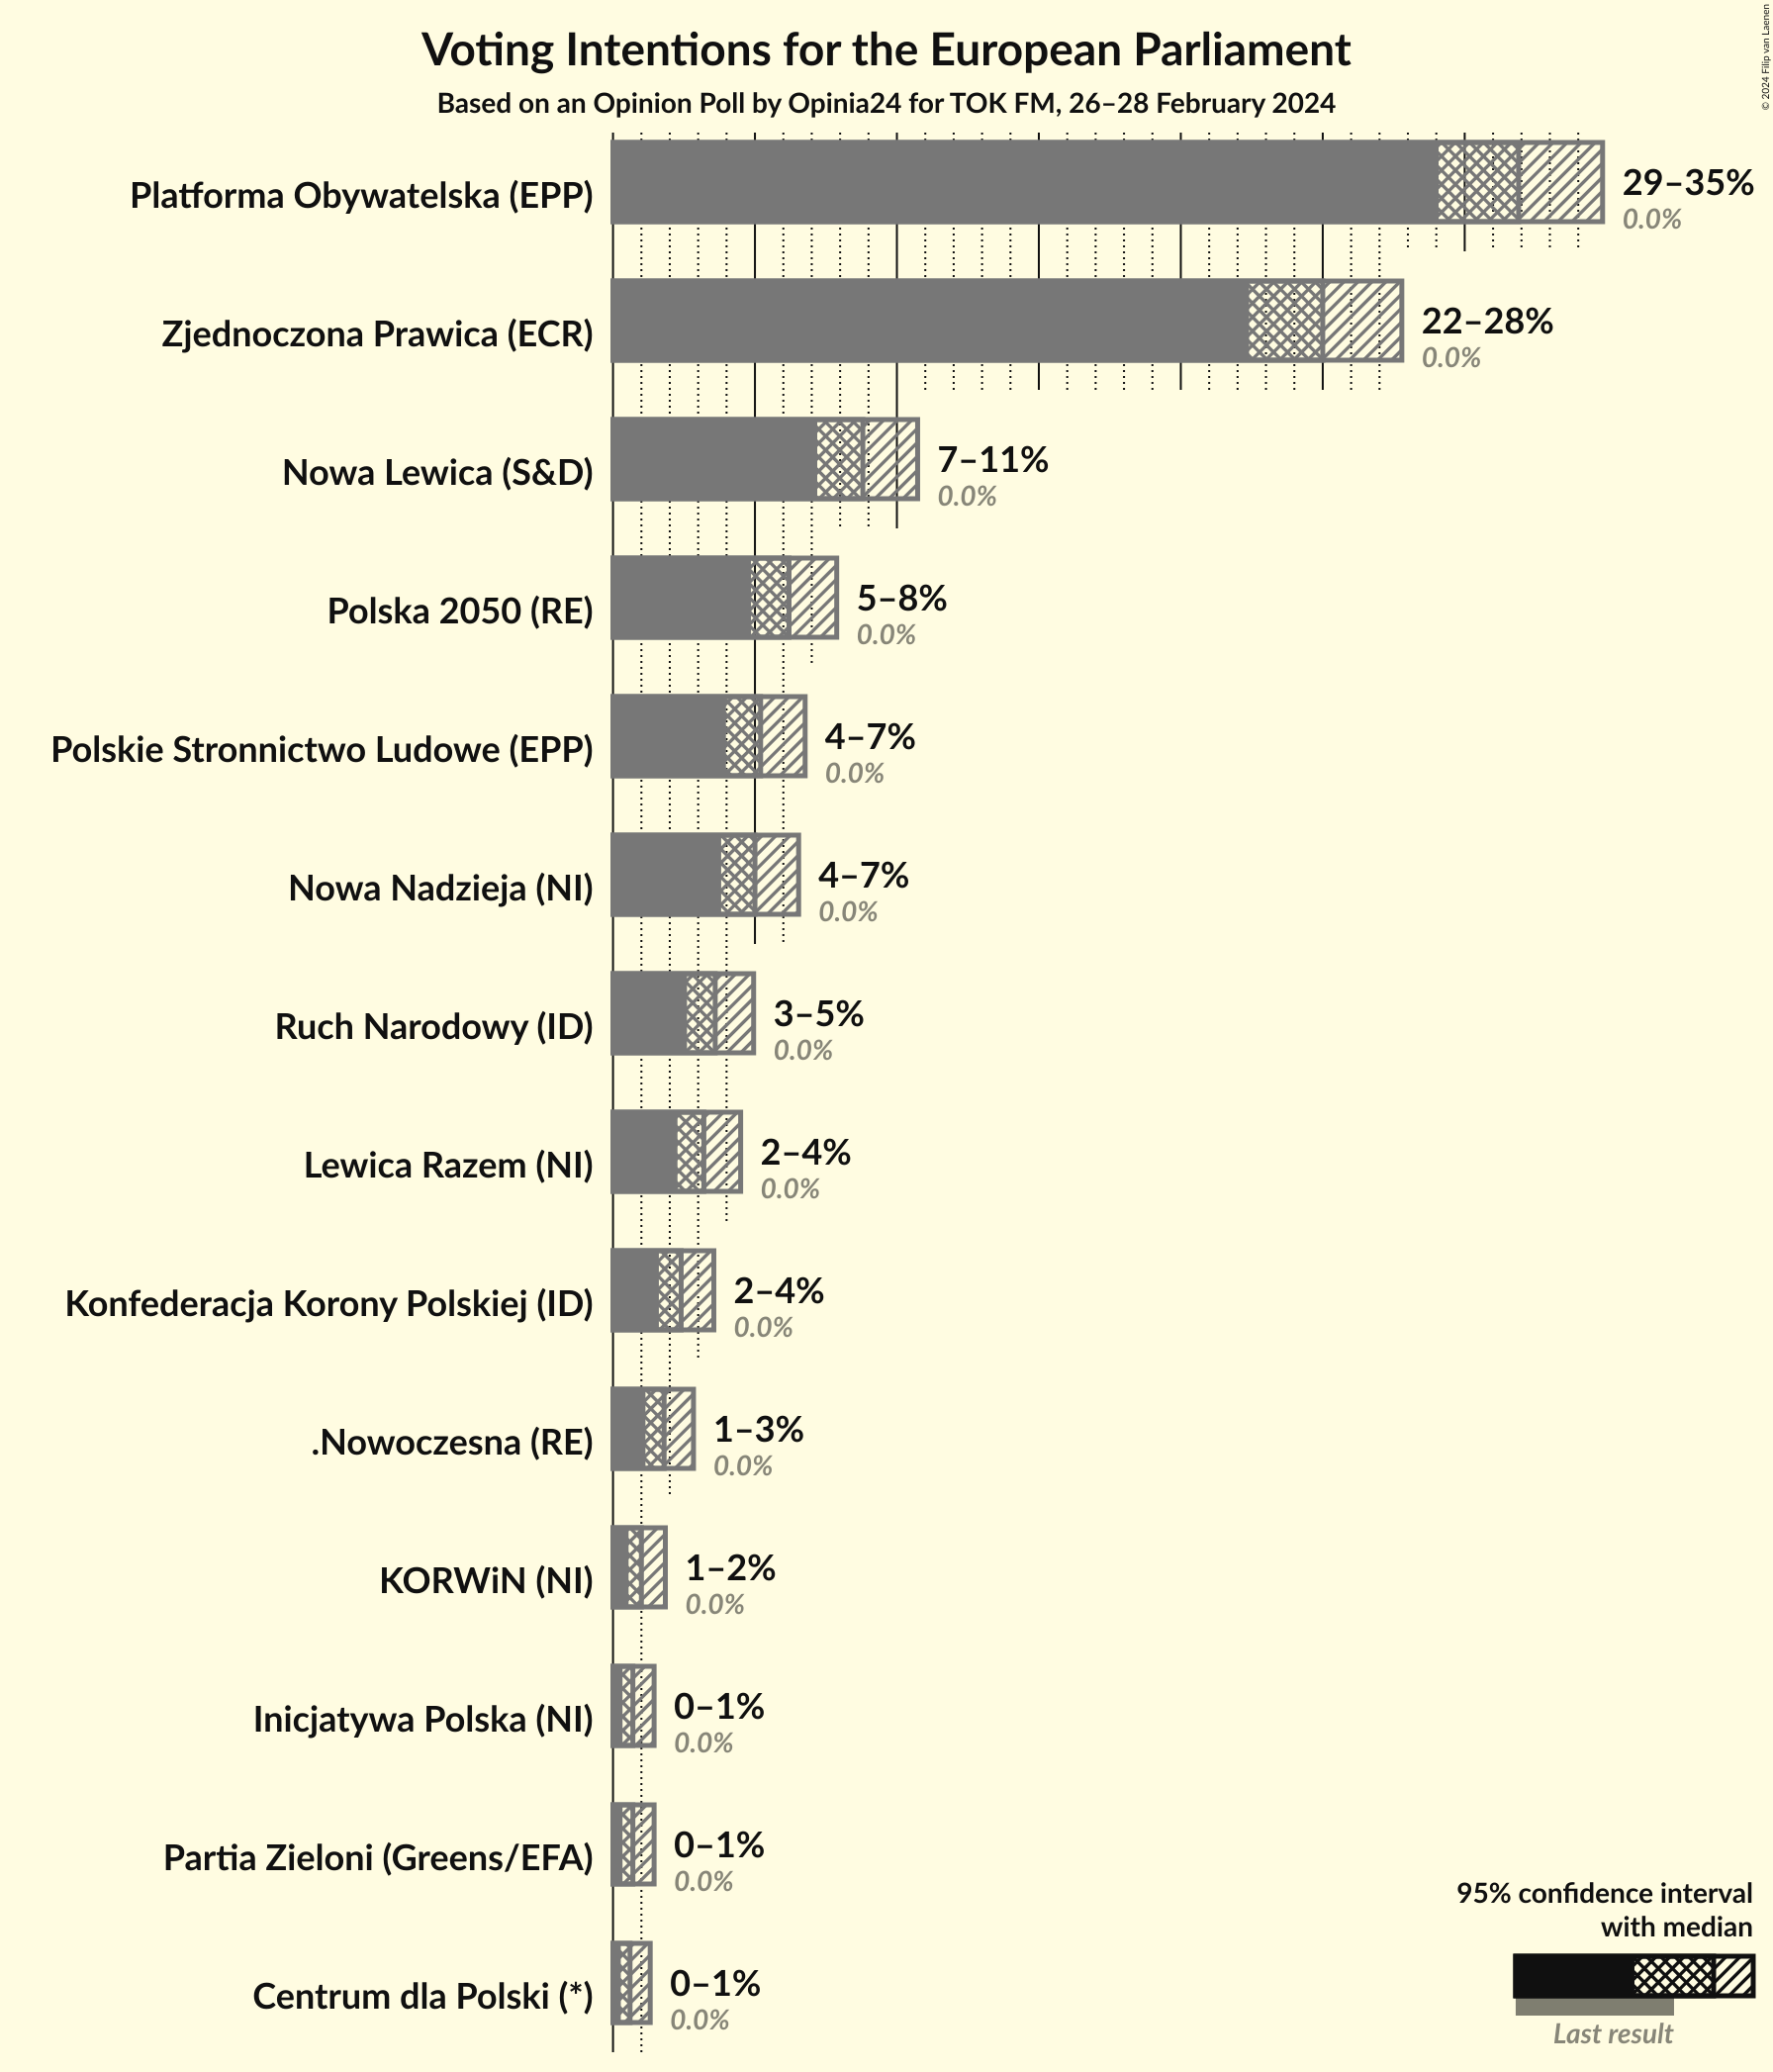 © 2024 Filip van Laenen
Voting Intentions for the European Parliament
Based on an Opinion Poll by Opinia24 for TOK FM, 26–28 February 2024
Platforma Obywatelska (EPP)
29–35%
0.0%
Zjednoczona Prawica (ECR)
22–28%
0.0%
Nowa Lewica (S&D)
7–11%
0.0%
Polska 2050 (RE)
5–8%
0.0%
Polskie Stronnictwo Ludowe (EPP)
4–7%
0.0%
Nowa Nadzieja (NI)
4–7%
0.0%
Ruch Narodowy (ID)
3–5%
0.0%
Lewica Razem (NI)
2–4%
0.0%
Konfederacja Korony Polskiej (ID)
2–4%
0.0%
.Nowoczesna (RE)
1–3%
0.0%
KORWiN (NI)
1–2%
0.0%
Inicjatywa Polska (NI)
0–1%
0.0%
Partia Zieloni (Greens/EFA)
0–1%
0.0%
Centrum dla Polski (*)
0–1%
0.0%
95% confidence interval
with median
Last result